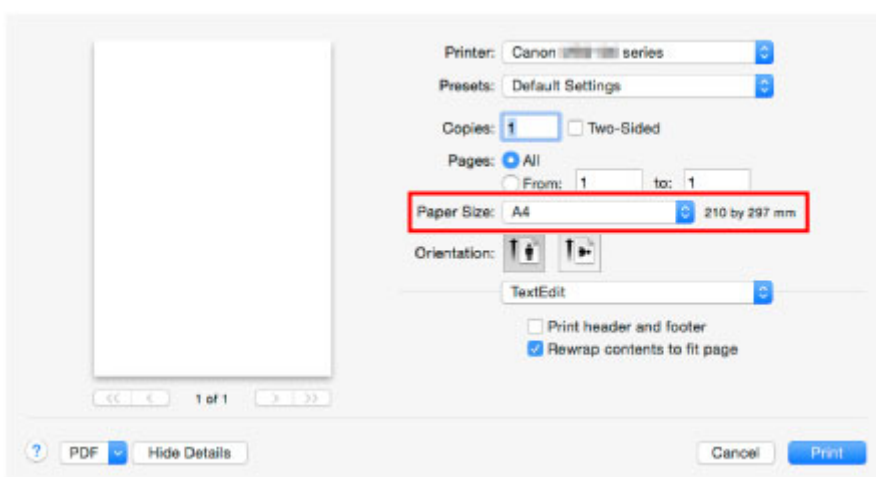 Printer: Canon series
Presets: Default Settings
Copies: 1 Two-Sided
Pages: All
From: 1 to: 1
Paper Size: A4 210 by 297 mm
Orientation:
TextEdit
Print header and footer
Rewrap contents to fit page
<< < 1 of 1 > >>
? PDF Hide Details Cancel Print